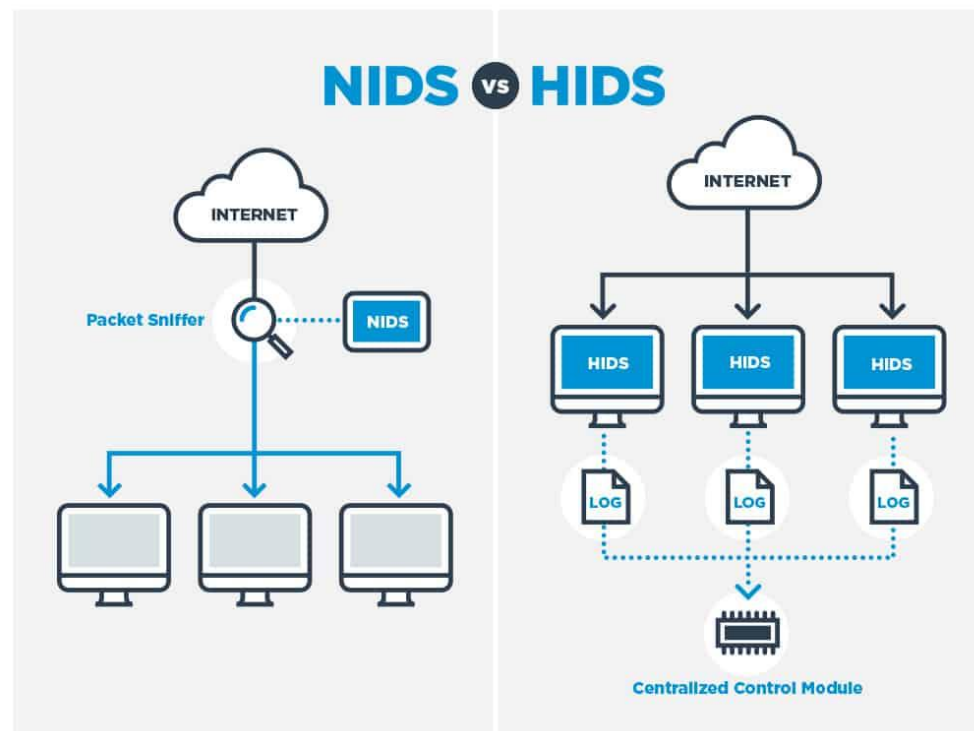 NIDS vs HIDS
INTERNET
Packet Sniffer
NIDS
INTERNET
HIDS
HIDS
HIDS
LOG
LOG
LOG
Centralized Control Module